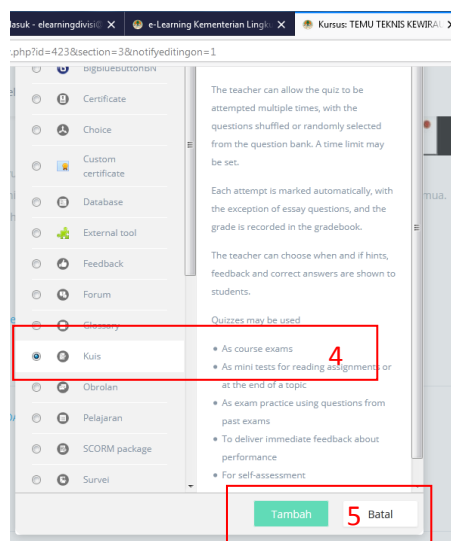 Masuk - elearningdivisi
e-Learning Kementerian Lingku
Kursus: TEMU TEKNIS KEWIRAU
.php?id=423&section=3&notifyeditingon=1
BigBlueButtonBN
Certificate
Choice
Custom
certificate
Database
External tool
Feedback
Forum
Glossary
Kuis
Obrolan
Pelajaran
SCORM package
Survei
The teacher can allow the quiz to be
attempted multiple times, with the
questions shuffled or randomly selected
from the question bank. A time limit may
be set.
Each attempt is marked automatically, with
the exception of essay questions, and the
grade is recorded in the gradebook.
The teacher can choose when and if hints,
feedback and correct answers are shown to
students.
Quizzes may be used
As course exams
As mini tests for reading assignments or
at the end of a topic
As exam practice using questions from
past exams
To deliver immediate feedback about
performance
For self-assessment
4
mua.
Tambah
5
Batal